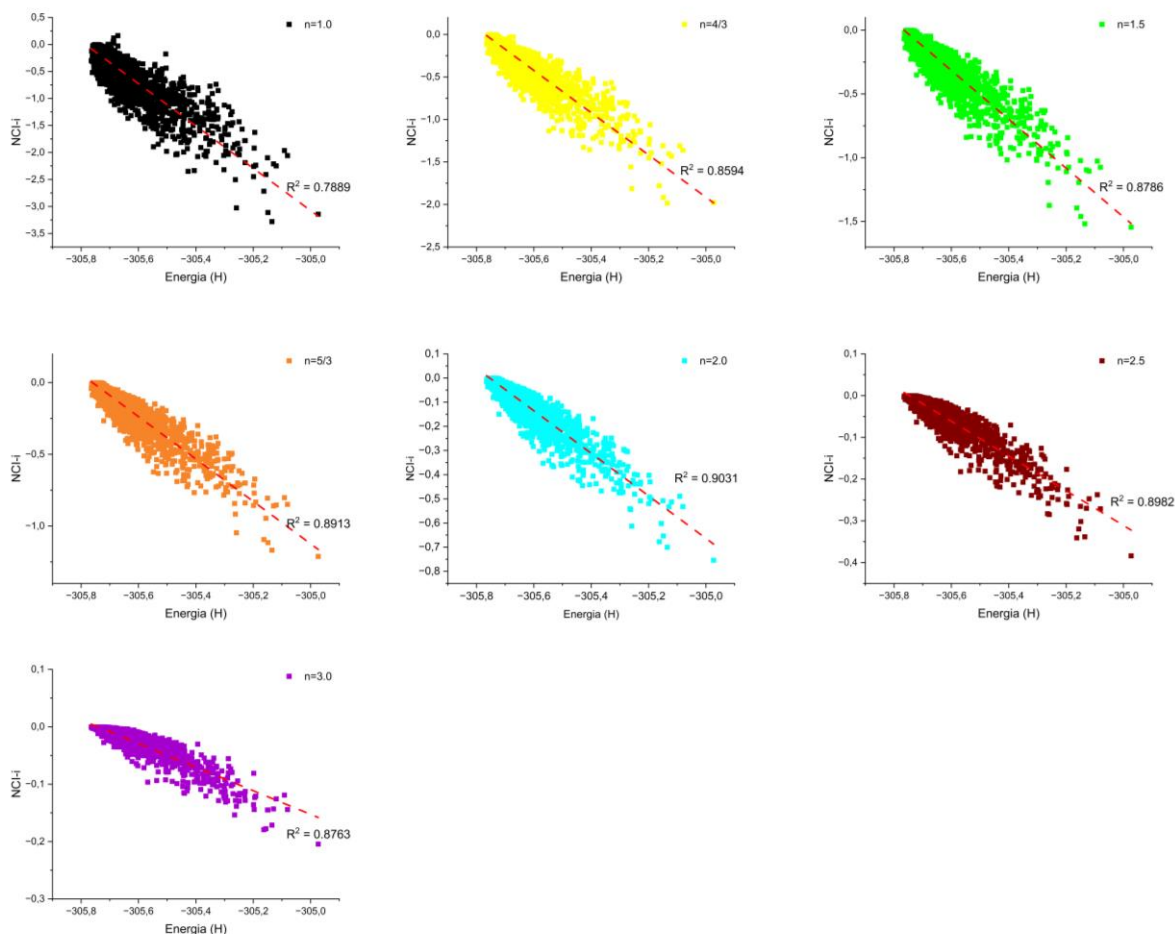 n=1.0
NCI-i
0,5
0,0
−0,5
−1,0
−1,5
−2,0
−2,5
−3,0
−3,5
R² = 0.7889
−305,8 −305,6 −305,4 −305,2 −305,0
Energia (H)
n=4/3
NCI-i
0,0
−0,5
−1,0
−1,5
−2,0
−2,5
R² = 0.8594
−305,8 −305,6 −305,4 −305,2 −305,0
Energia (H)
n=1.5
NCI-i
0,0
−0,5
−1,0
−1,5
R² = 0.8786
−305,8 −305,6 −305,4 −305,2 −305,0
Energia (H)
n=5/3
NCI-i
0,0
−0,5
−1,0
R² = 0.8913
−305,8 −305,6 −305,4 −305,2 −305,0
Energia (H)
n=2.0
NCI-i
0,1
0,0
−0,1
−0,2
−0,3
−0,4
−0,5
−0,6
−0,7
−0,8
R² = 0.9031
−305,8 −305,6 −305,4 −305,2 −305,0
Energia (H)
n=2.5
NCI-i
0,1
0,0
−0,1
−0,2
−0,3
−0,4
R² = 0.8982
−305,8 −305,6 −305,4 −305,2 −305,0
Energia (H)
n=3.0
NCI-i
0,1
0,0
−0,1
−0,2
−0,3
R² = 0.8763
−305,8 −305,6 −305,4 −305,2 −305,0
Energia (H)